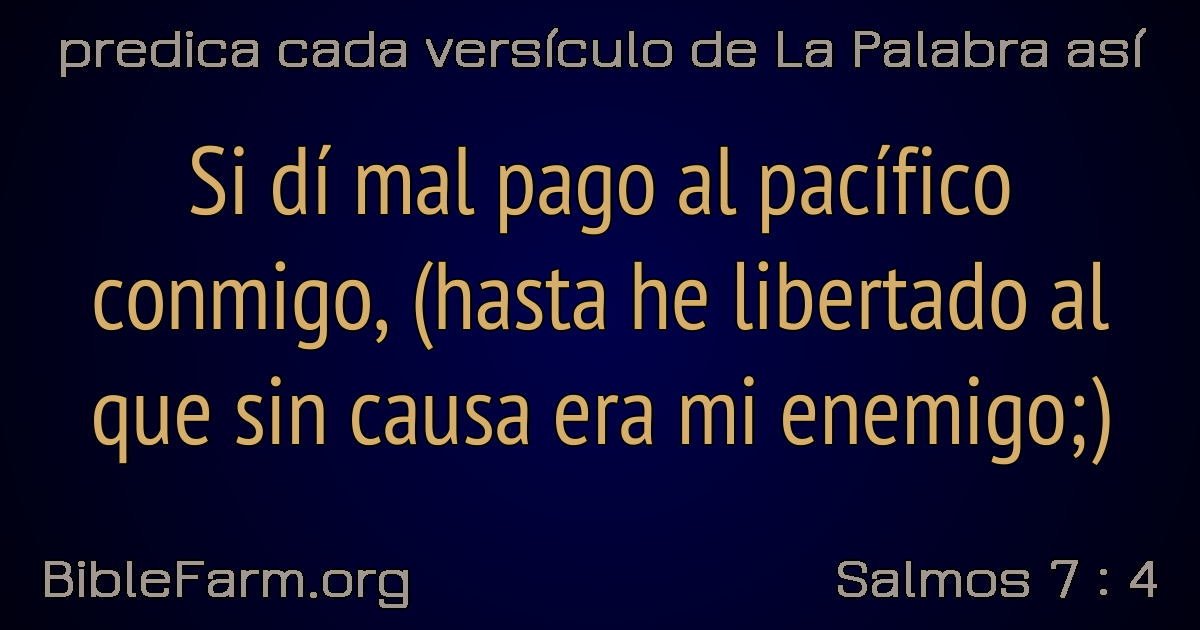 predica cada versículo de La Palabra así
Si dí mal pago al pacífico
conmigo, (hasta he libertado al
que sin causa era mi enemigo;)
BibleFarm.org
Salmos 7 : 4